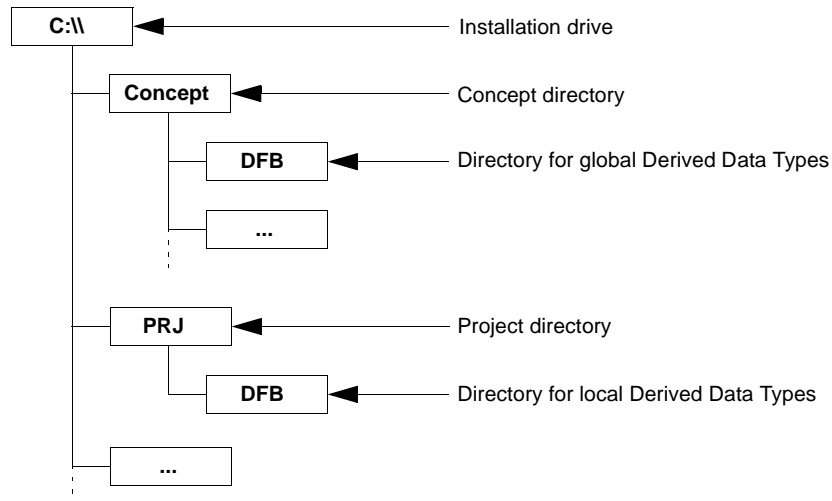 C:\\ Installation drive
Concept Concept directory
DFB Directory for global Derived Data Types
...
PRJ Project directory
DFB Directory for local Derived Data Types
...